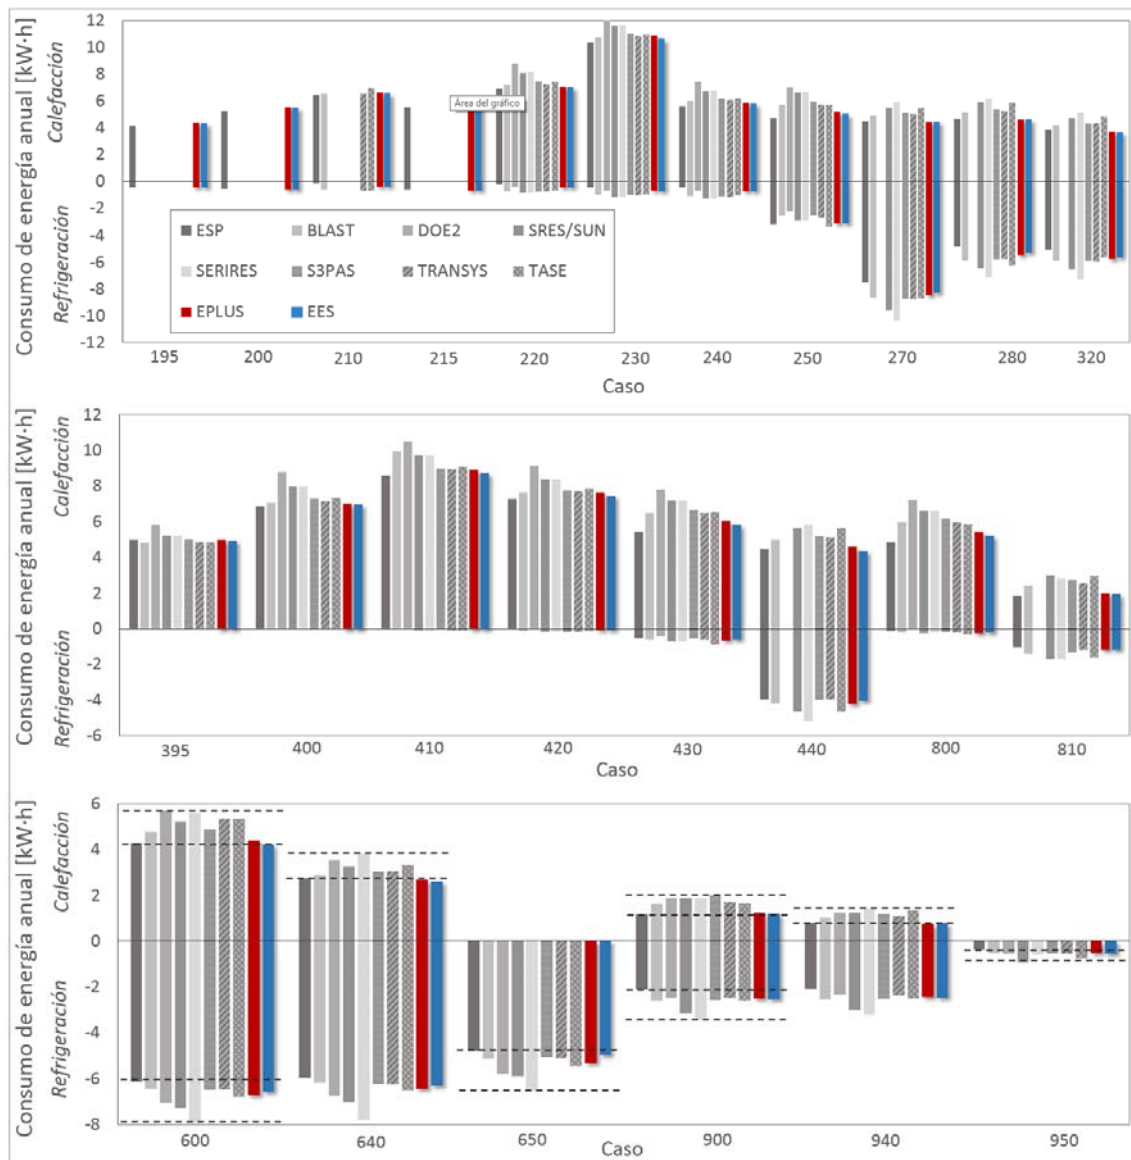 Consumo de energía anual [kW·h]
Calefacción
Refrigeración
12
10
8
6
4
2
0
-2
-4
-6
-8
-10
-12
Área del gráfico
ESP BLAST DOE2 SRES/SUN
SERIRES S3PAS TRANSYS TASE
EPLUS EES
195 200 210 215 220 230 240 250 270 280 320
Caso
Consumo de energía anual [kW·h]
Calefacción
Refrigeración
12
10
8
6
4
2
0
-2
-4
-6
395 400 410 420 430 440 800 810
Caso
Consumo de energía anual [kW·h]
Calefacción
Refrigeración
6
4
2
0
-2
-4
-6
-8
600 640 650 900 940 950
Caso